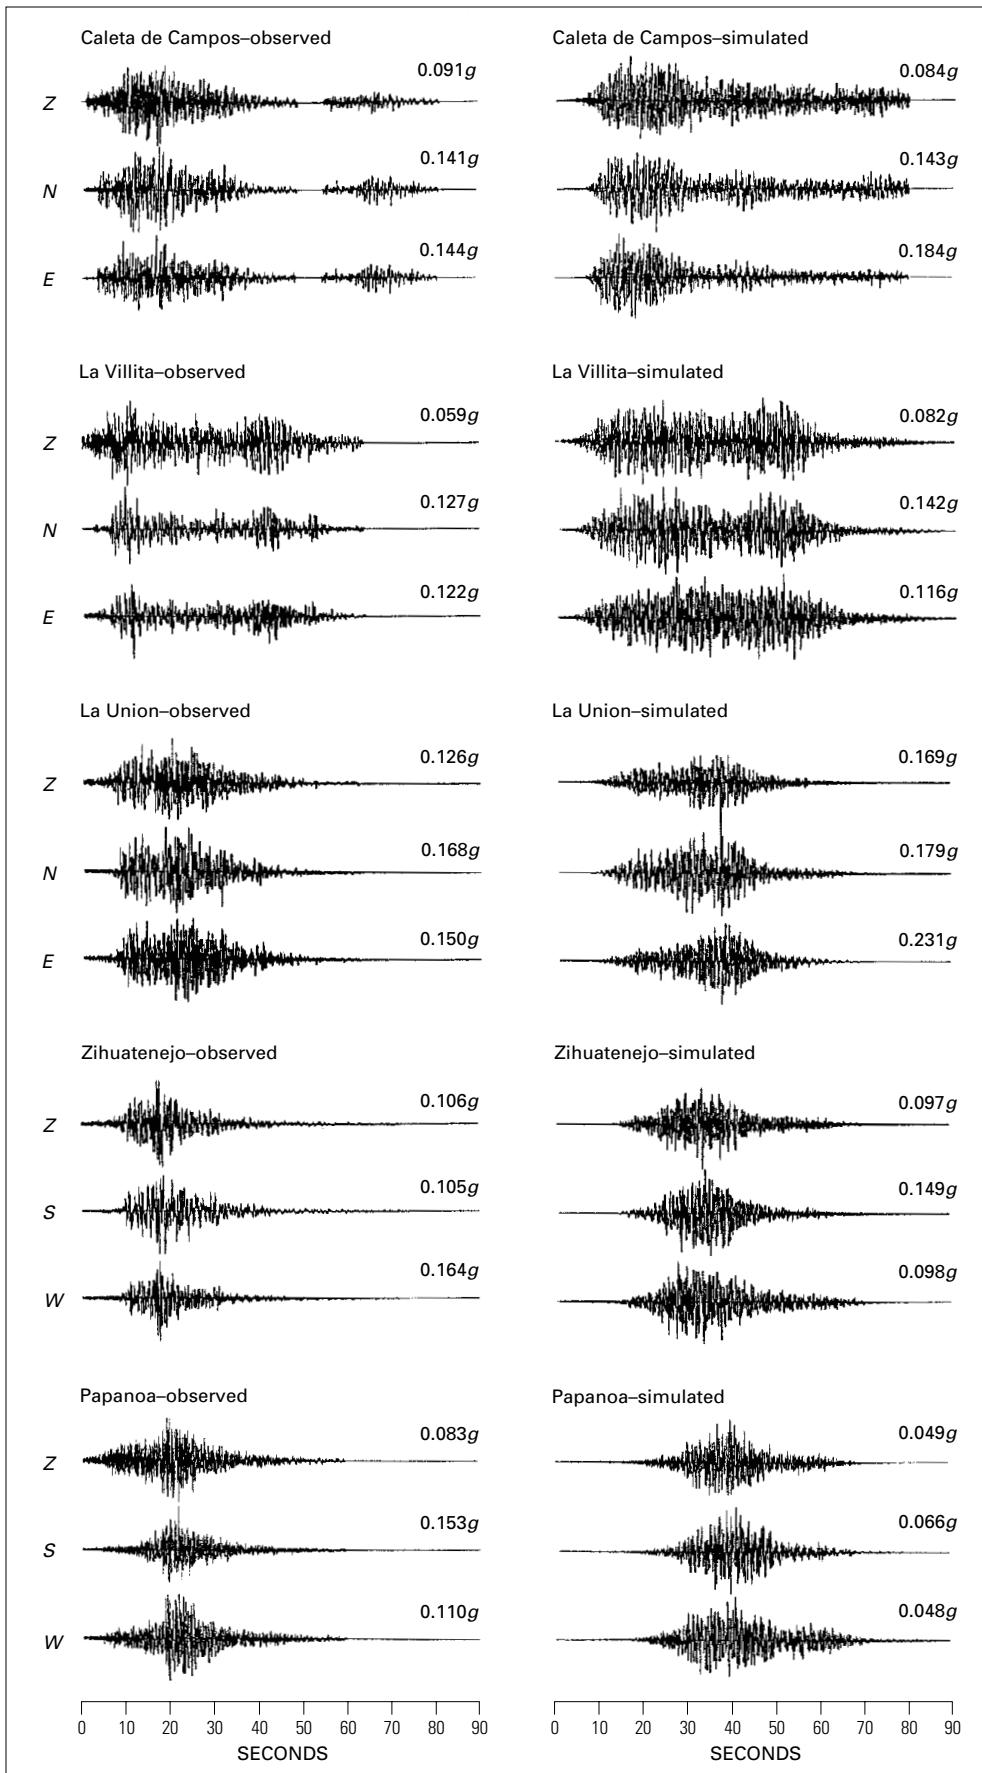 Caleta de Campos–observed
Caleta de Campos–simulated
Z 0.091g 0.084g
N 0.141g 0.143g
E 0.144g 0.184g
La Villita–observed
La Villita–simulated
Z 0.059g 0.082g
N 0.127g 0.142g
E 0.122g 0.116g
La Union–observed
La Union–simulated
Z 0.126g 0.169g
N 0.168g 0.179g
E 0.150g 0.231g
Zihuatenejo–observed
Zihuatenejo–simulated
Z 0.106g 0.097g
S 0.105g 0.149g
W 0.164g 0.098g
Papanoa–observed
Papanoa–simulated
Z 0.083g 0.049g
S 0.153g 0.066g
W 0.110g 0.048g
0 10 20 30 40 50 60 70 80 90
0 10 20 30 40 50 60 70 80 90
SECONDS
SECONDS